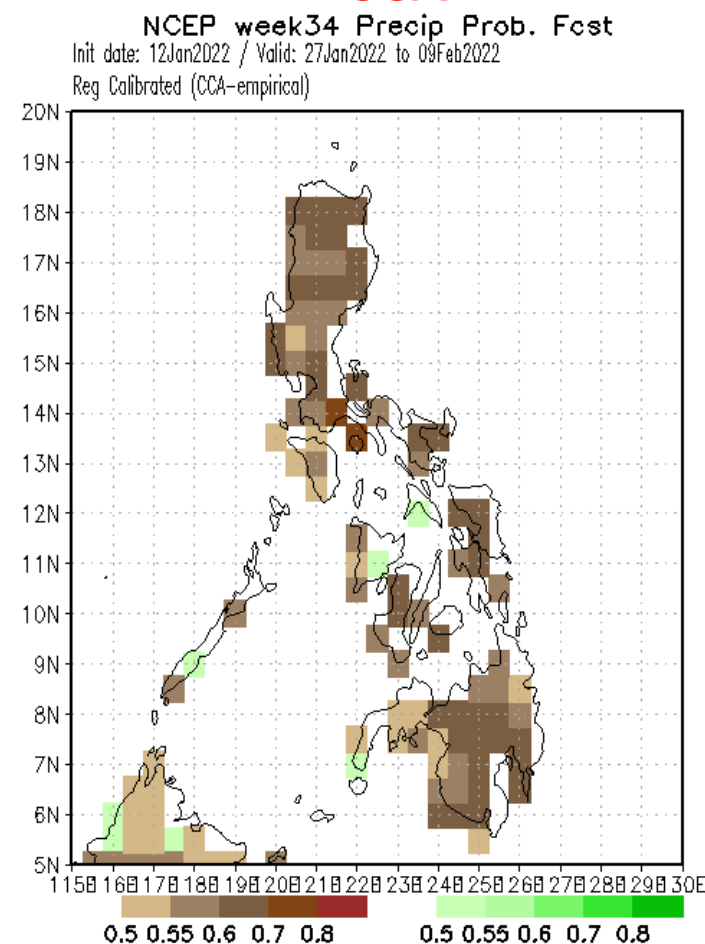 NCEP week34 Precip Prob. Fcst
Init date: 12Jan2022 / Valid: 27Jan2022 to 09Feb2022
Reg Calibrated (CCA-empirical)
20N
19N
18N
17N
16N
15N
14N
13N
12N
11N
10N
9N
8N
7N
6N
5N
115E 116E 117E 118E 119E 120E 121E 122E 123E 124E 125E 126E 127E 128E 129E 130E
0.5 0.55 0.6 0.7 0.8 0.5 0.55 0.6 0.7 0.8